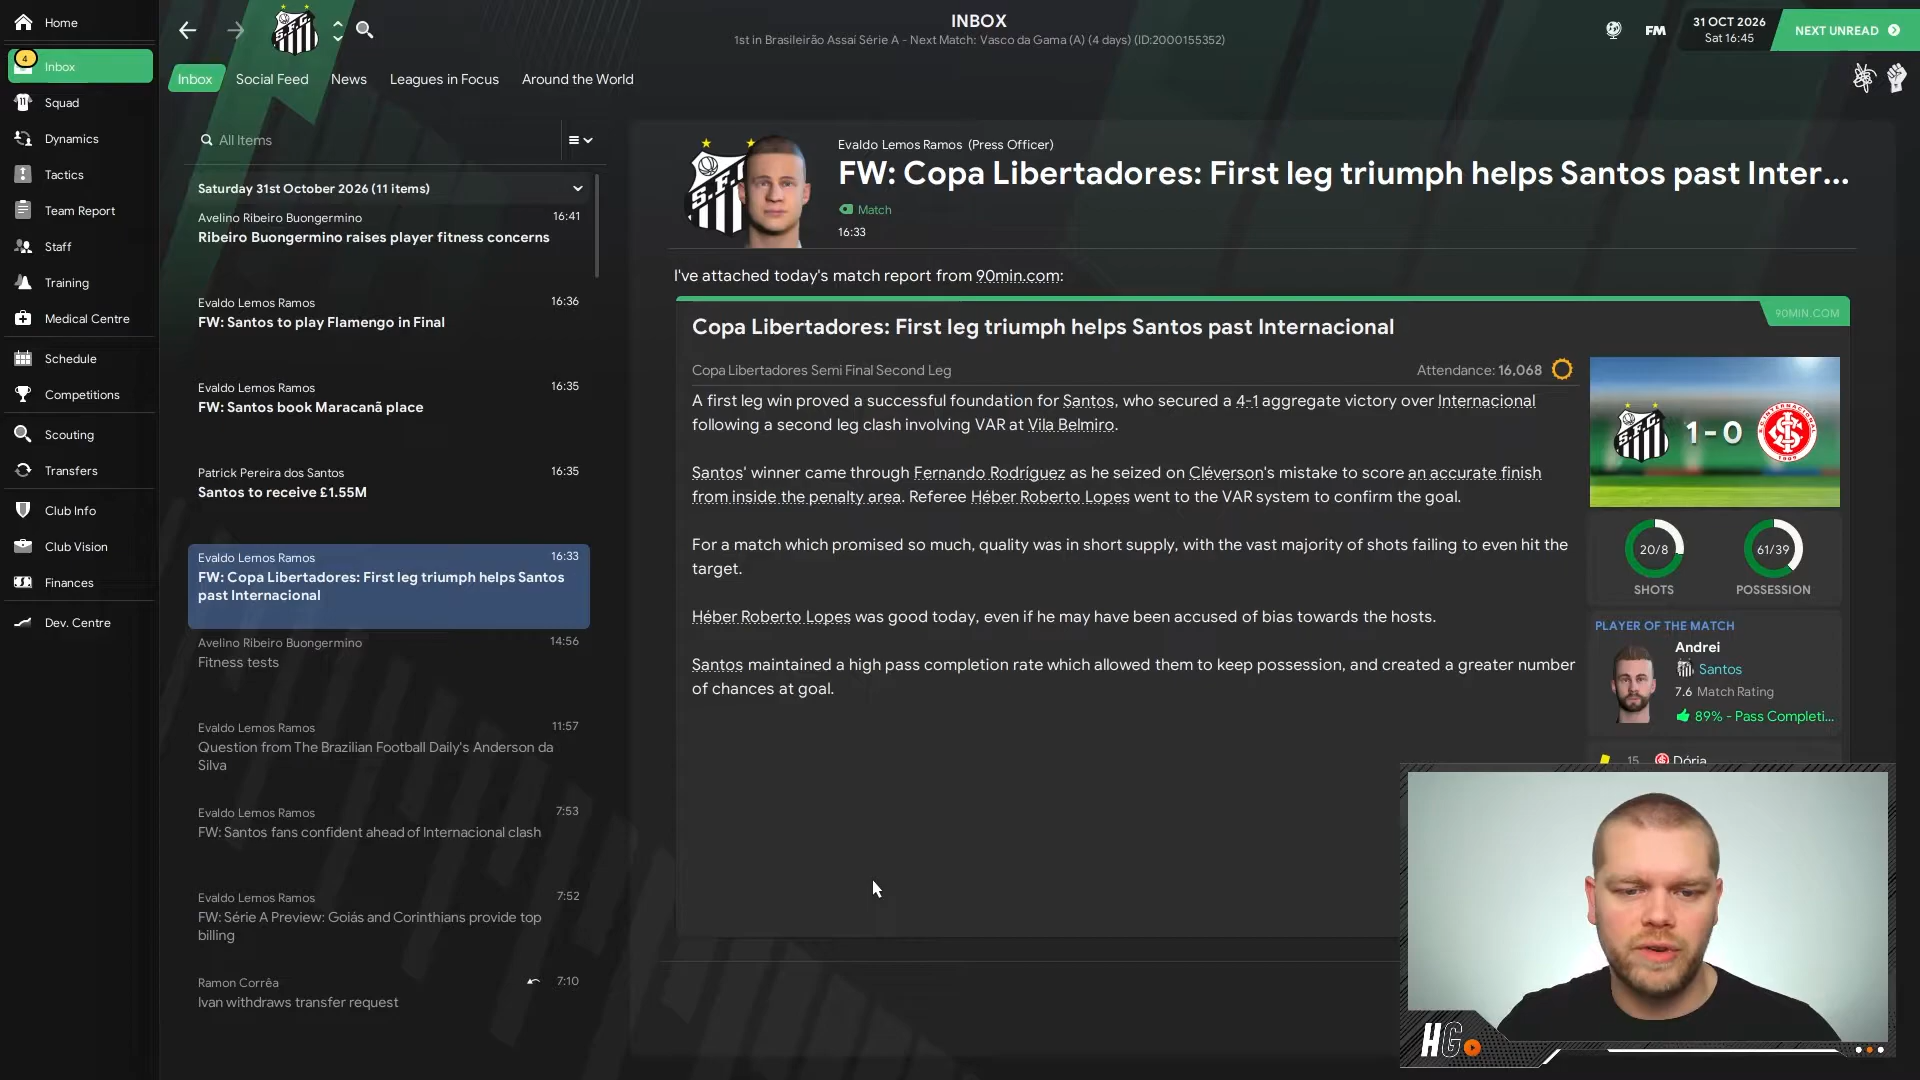 Home
4
Inbox
Squad
Dynamics
Tactics
Team Report
Staff
Training
Medical Centre
Schedule
Competitions
Scouting
Transfers
Club Info
Club Vision
Finances
Dev. Centre
INBOX
1st in Brasileirão Assaí Série A - Next Match: Vasco da Gama (A) (4 days) (ID:2000155352)
FM
31 OCT 2026
Sat 16:45
NEXT UNREAD
Inbox Social Feed News Leagues in Focus Around the World
All Items
Saturday 31st October 2026 (11 items)
Avelino Ribeiro Buongermino 16:41
Ribeiro Buongermino raises player fitness concerns
Evaldo Lemos Ramos 16:36
FW: Santos to play Flamengo in Final
Evaldo Lemos Ramos 16:35
FW: Santos book Maracanã place
Patrick Pereira dos Santos 16:35
Santos to receive £1.55M
Evaldo Lemos Ramos 16:33
FW: Copa Libertadores: First leg triumph helps Santos
past Internacional
Avelino Ribeiro Buongermino 14:56
Fitness tests
Evaldo Lemos Ramos 11:57
Question from The Brazilian Football Daily's Anderson da
Silva
Evaldo Lemos Ramos 7:53
FW: Santos fans confident ahead of Internacional clash
Evaldo Lemos Ramos 7:52
FW: Série A Preview: Goiás and Corinthians provide top
billing
Ramon Corrêa 7:10
Ivan withdraws transfer request
Evaldo Lemos Ramos (Press Officer)
FW: Copa Libertadores: First leg triumph helps Santos past Inter...
Match
16:33
I've attached today's match report from 90min.com:
90MIN.COM
Copa Libertadores: First leg triumph helps Santos past Internacional
Copa Libertadores Semi Final Second Leg Attendance: 16,068
A first leg win proved a successful foundation for Santos, who secured a 4-1 aggregate victory over Internacional
following a second leg clash involving VAR at Vila Belmiro.
Santos' winner came through Fernando Rodríguez as he seized on Cléverson's mistake to score an accurate finish
from inside the penalty area. Referee Héber Roberto Lopes went to the VAR system to confirm the goal.
For a match which promised so much, quality was in short supply, with the vast majority of shots failing to even hit the
target.
Héber Roberto Lopes was good today, even if he may have been accused of bias towards the hosts.
Santos maintained a high pass completion rate which allowed them to keep possession, and created a greater number
of chances at goal.
1 - 0
20/8 61/39
SHOTS POSSESSION
PLAYER OF THE MATCH
Andrei
Santos
7.6 Match Rating
89% - Pass Completi...
15 Dória
HG